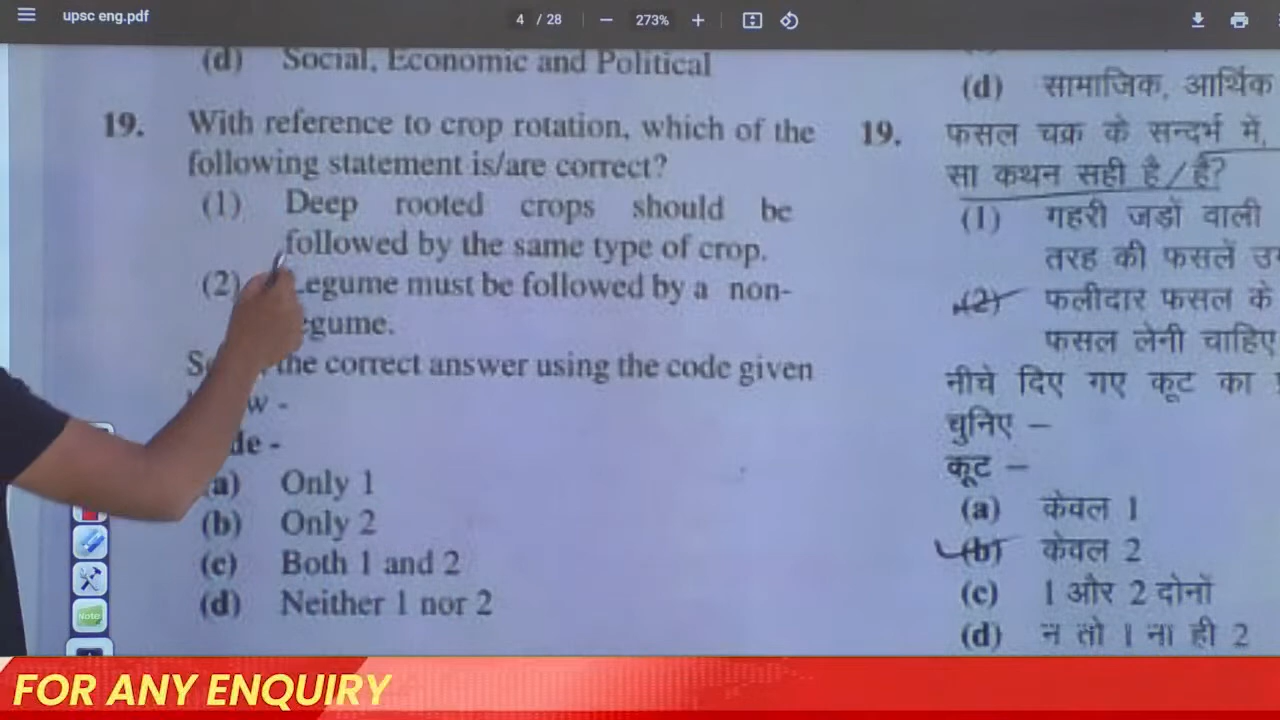 upsc eng.pdf
4 / 28
273%
(d) Social, Economic and Political
19. With reference to crop rotation, which of the
following statement is/are correct?
(1) Deep rooted crops should be
followed by the same type of crop.
(2) Legume must be followed by a non-
egume.
the correct answer using the code given
w -
de -
(a) Only 1
(b) Only 2
(c) Both 1 and 2
(d) Neither 1 nor 2
(d) सामाजिक, आर्थिक
19. फसल चक्र के सन्दर्भ में,
सा कथन सही है/हैं?
(1) गहरी जड़ों वाली
तरह की फसलें
(2) फलीदार फसल के
फसल लेनी चाहिए
नीचे दिए गए कूट का
चुनिए –
कूट –
(a) केवल 1
(b) केवल 2
(c) 1 और 2 दोनों
(d) न तो 1 ना ही 2
Note
FOR ANY ENQUIRY